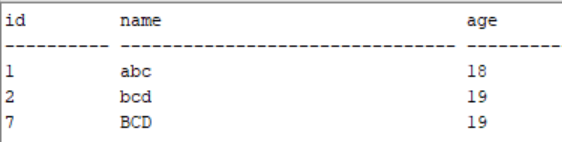 id name age
---------- -------------------------------- ---------
1 abc 18
2 bcd 19
7 BCD 19